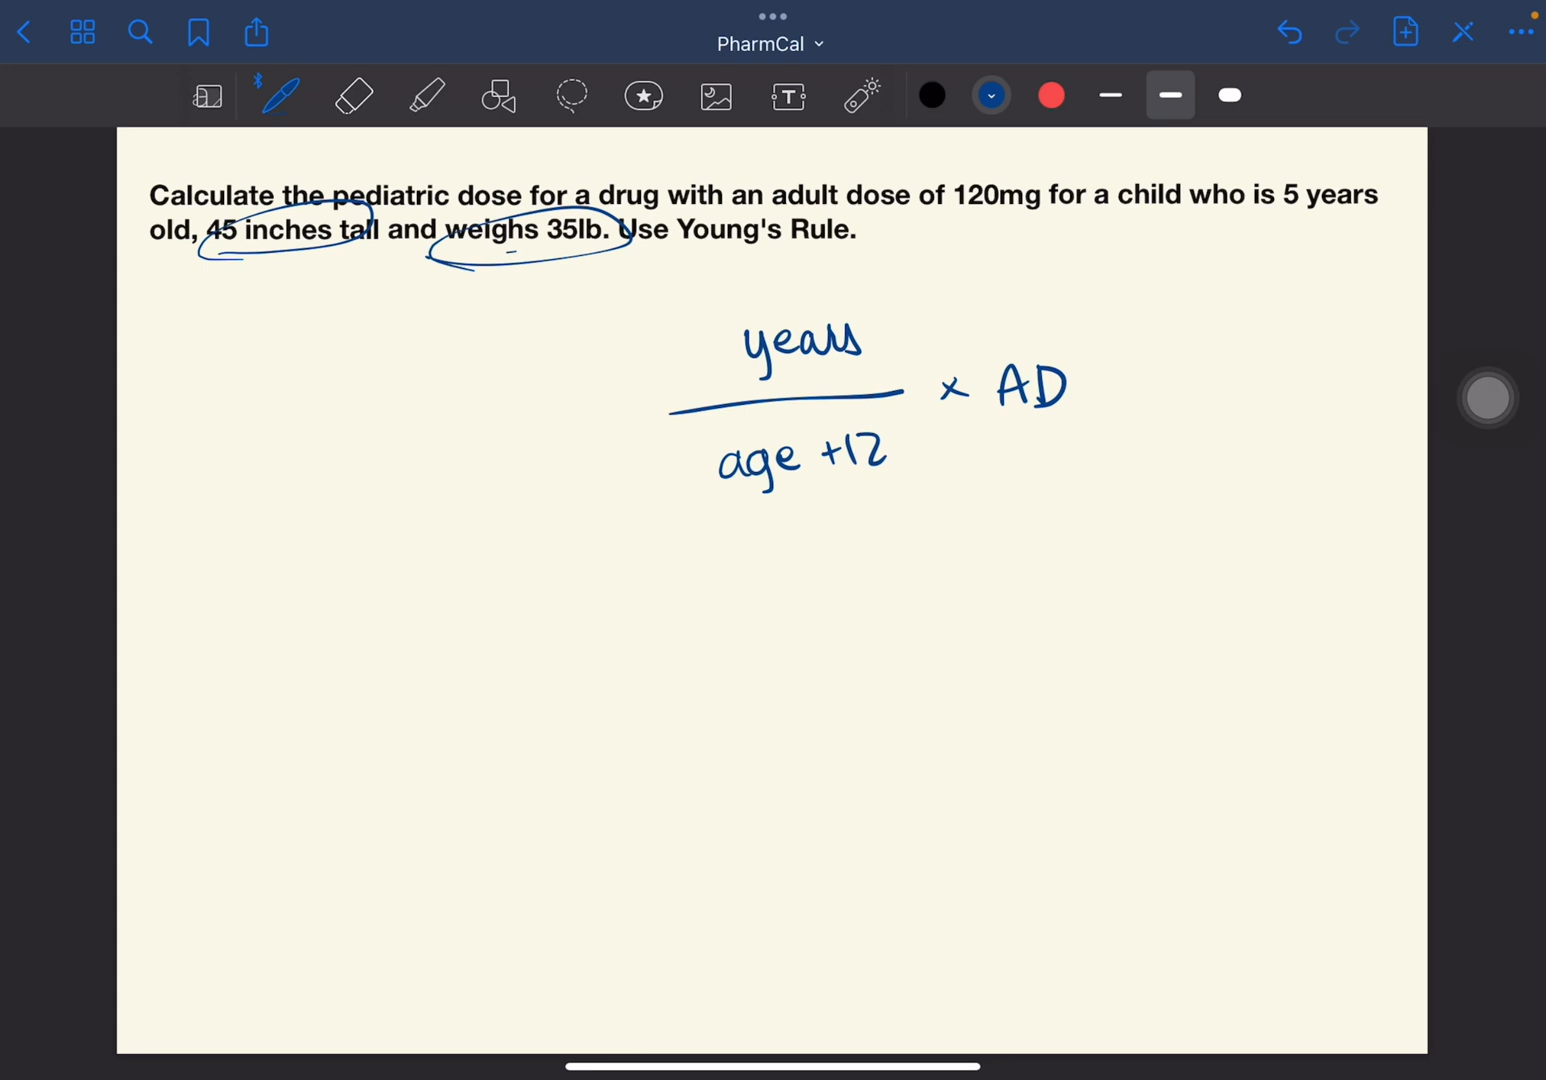 PharmCal
T
Calculate the pediatric dose for a drug with an adult dose of 120mg for a child who is 5 years
old, 45 inches tall and weighs 35lb. Use Young's Rule.
years
× AD
age +12